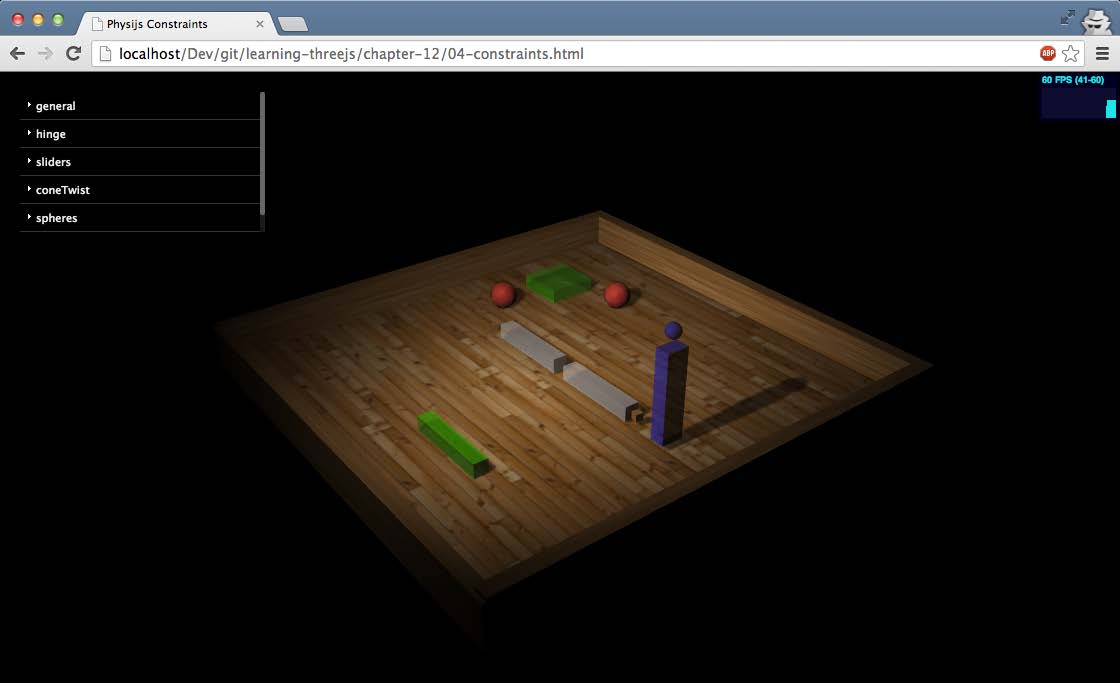 Physijs Constraints
localhost/Dev/git/learning-threejs/chapter-12/04-constraints.html
ABP
60 FPS (41-60)
general
hinge
sliders
coneTwist
spheres